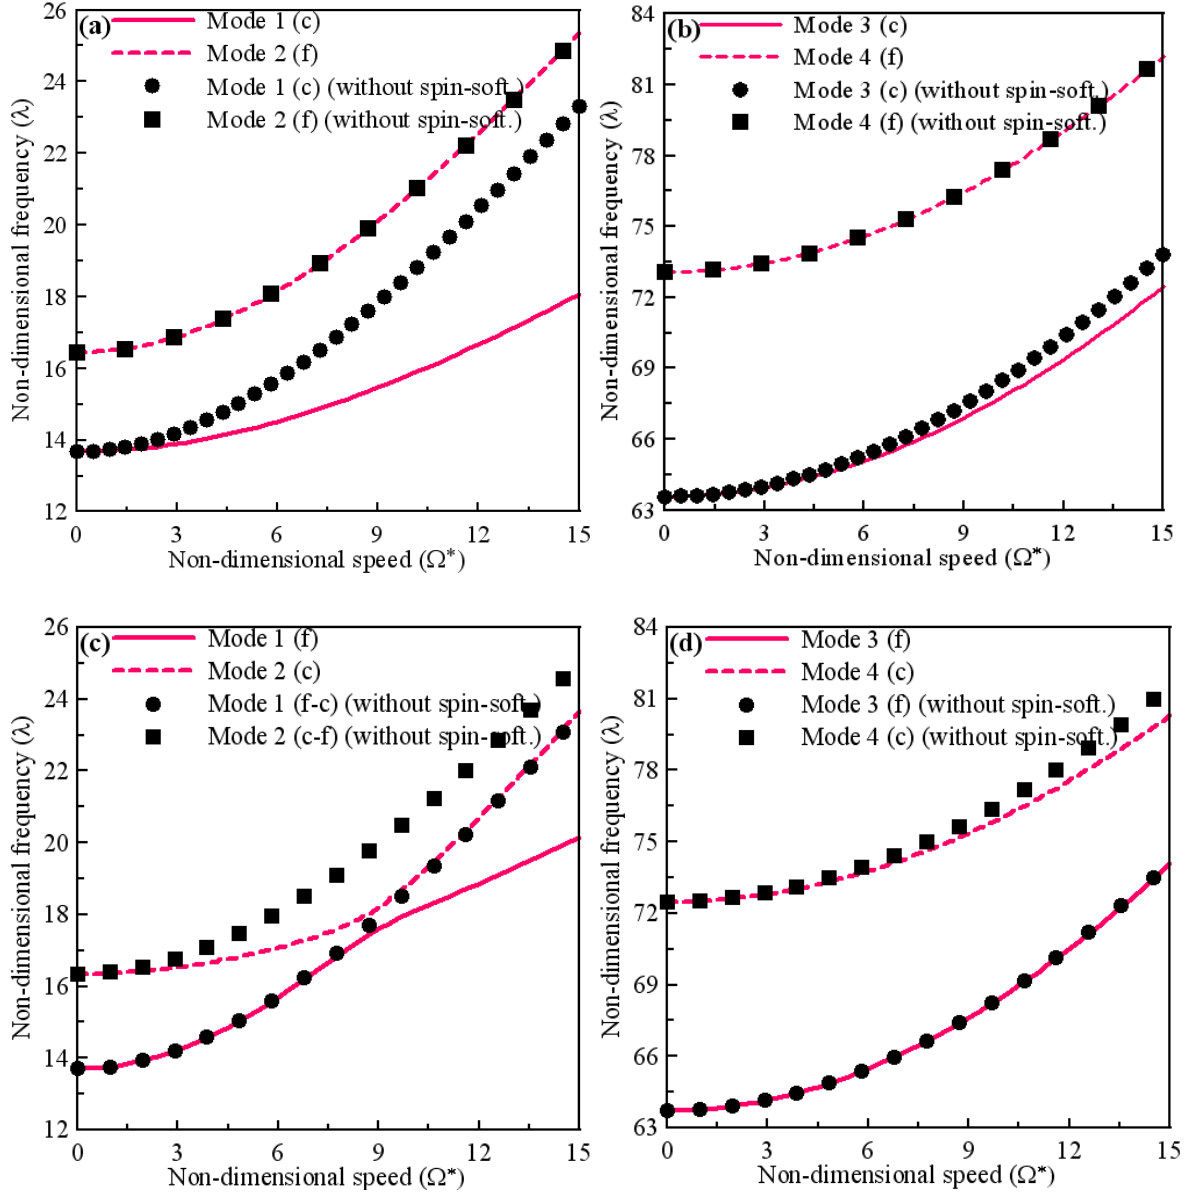 (a)
Mode 1 (c)
Mode 2 (f)
Mode 1 (c) (without spin-soft.)
Mode 2 (f) (without spin-soft.)
26
24
22
20
18
16
14
12
0 3 6 9 12 15
Non-dimensional frequency (λ)
Non-dimensional speed (Ω*)
(b)
Mode 3 (c)
Mode 4 (f)
Mode 3 (c) (without spin-soft.)
Mode 4 (f) (without spin-soft.)
84
81
78
75
72
69
66
63
0 3 6 9 12 15
Non-dimensional frequency (λ)
Non-dimensional speed (Ω*)
(c)
Mode 1 (f)
Mode 2 (c)
Mode 1 (f-c) (without spin-soft.)
Mode 2 (c-f) (without spin-soft.)
26
24
22
20
18
16
14
12
0 3 6 9 12 15
Non-dimensional frequency (λ)
Non-dimensional speed (Ω*)
(d)
Mode 3 (f)
Mode 4 (c)
Mode 3 (f) (without spin-soft.)
Mode 4 (c) (without spin-soft.)
84
81
78
75
72
69
66
63
0 3 6 9 12 15
Non-dimensional frequency (λ)
Non-dimensional speed (Ω*)